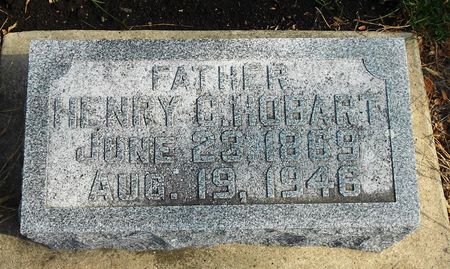 FATHER
HENRY C. HOBART
JUNE 23, 1869
AUG. 19, 1946